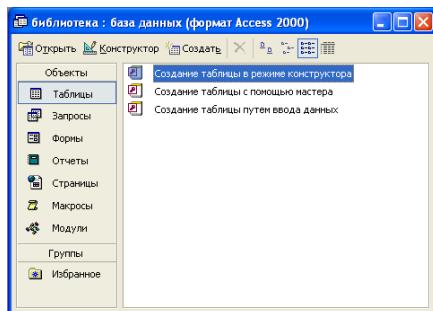 библиотека : база данных (формат Access 2000)
Открыть Конструктор Создать
Объекты
Таблицы
Запросы
Формы
Отчеты
Страницы
Макросы
Модули
Группы
Избранное
Создание таблицы в режиме конструктора
Создание таблицы с помощью мастера
Создание таблицы путем ввода данных